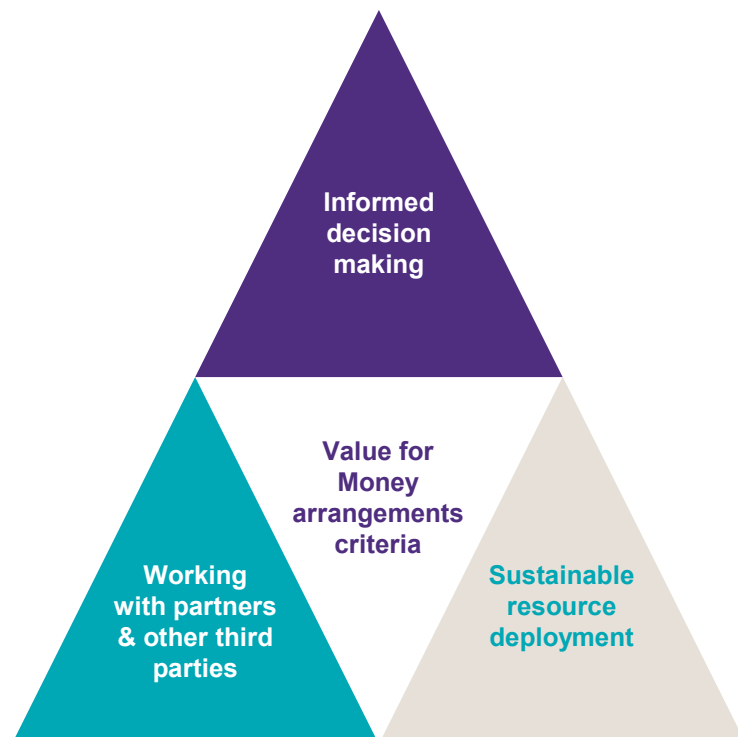 Informed
decision
making
Value for
Money
arrangements
criteria
Working
with partners
& other third
parties
Sustainable
resource
deployment